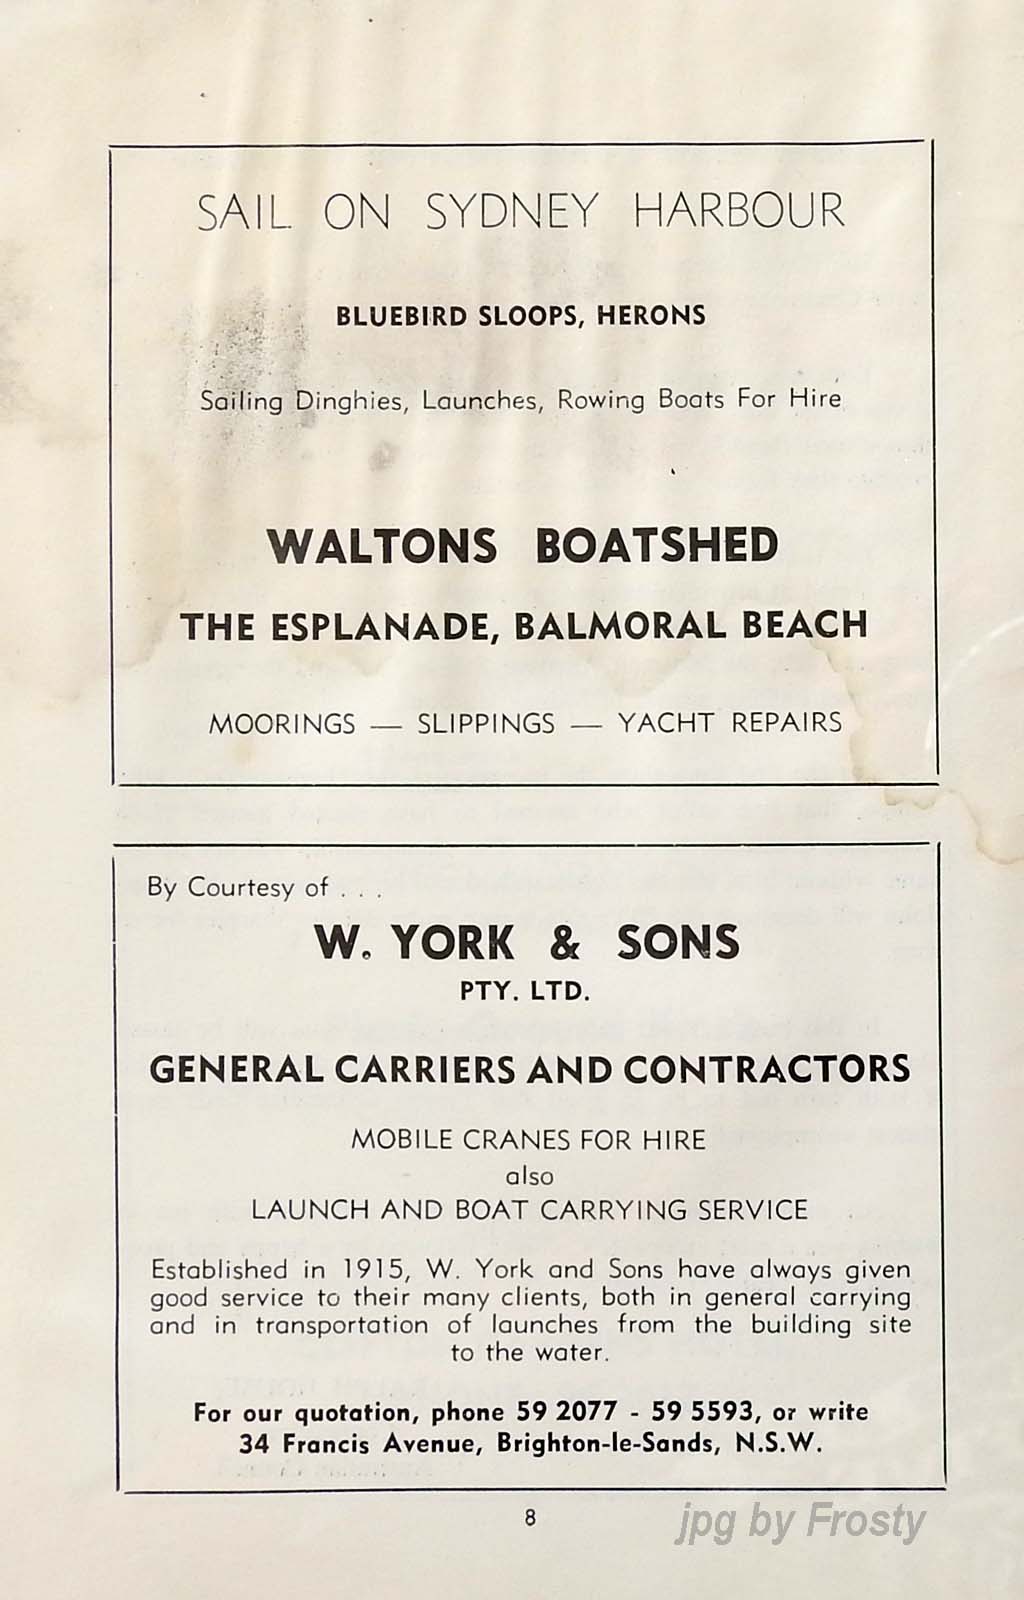 SAIL ON SYDNEY HARBOUR
BLUEBIRD SLOOPS, HERONS
Sailing Dinghies, Launches, Rowing Boats For Hire
WALTONS BOATSHED
THE ESPLANADE, BALMORAL BEACH
MOORINGS — SLIPPINGS — YACHT REPAIRS
By Courtesy of . . .
W. YORK & SONS
PTY. LTD.
GENERAL CARRIERS AND CONTRACTORS
MOBILE CRANES FOR HIRE
also
LAUNCH AND BOAT CARRYING SERVICE
Established in 1915, W. York and Sons have always given
good service to their many clients, both in general carrying
and in transportation of launches from the building site
to the water.
For our quotation, phone 59 2077 - 59 5593, or write
34 Francis Avenue, Brighton-le-Sands, N.S.W.
8
jpg by Frosty